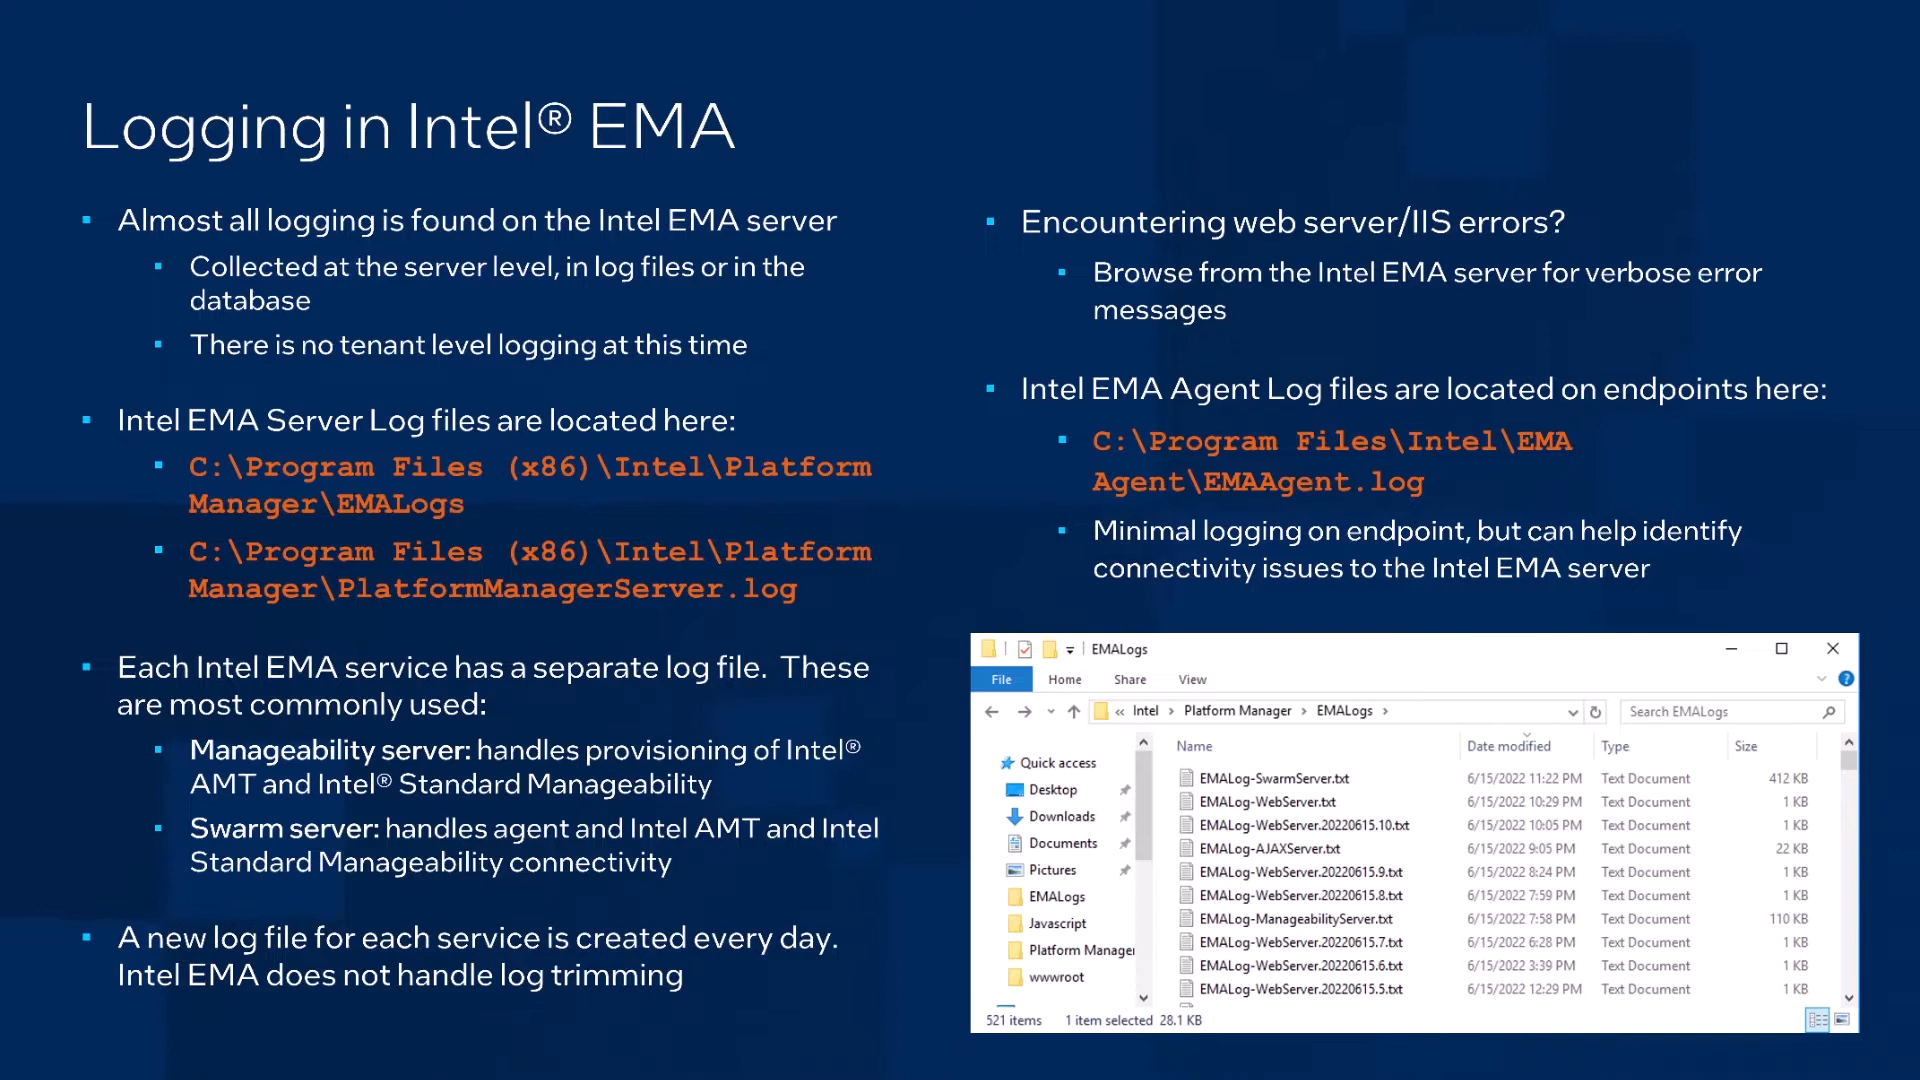 Logging in Intel® EMA
Almost all logging is found on the Intel EMA server
Collected at the server level, in log files or in the
database
There is no tenant level logging at this time
Intel EMA Server Log files are located here:
C:\Program Files (x86)\Intel\Platform
Manager\EMALogs
C:\Program Files (x86)\Intel\Platform
Manager\PlatformManagerServer.log
Each Intel EMA service has a separate log file.  These
are most commonly used:
Manageability server: handles provisioning of Intel®
AMT and Intel® Standard Manageability
Swarm server: handles agent and Intel AMT and Intel
Standard Manageability connectivity
A new log file for each service is created every day.
Intel EMA does not handle log trimming
Encountering web server/IIS errors?
Browse from the Intel EMA server for verbose error
messages
Intel EMA Agent Log files are located on endpoints here:
C:\Program Files\Intel\EMA
Agent\EMAAgent.log
Minimal logging on endpoint, but can help identify
connectivity issues to the Intel EMA server
EMALogs
File Home Share View
« Intel › Platform Manager › EMALogs ›
Search EMALogs
Quick access
Desktop
Downloads
Documents
Pictures
EMALogs
Javascript
Platform Manager
wwwroot
Name Date modified Type Size
EMALog-SwarmServer.txt 6/15/2022 11:22 PM Text Document 412 KB
EMALog-WebServer.txt 6/15/2022 10:29 PM Text Document 1 KB
EMALog-WebServer.20220615.10.txt 6/15/2022 10:05 PM Text Document 1 KB
EMALog-AJAXServer.txt 6/15/2022 9:05 PM Text Document 22 KB
EMALog-WebServer.20220615.9.txt 6/15/2022 8:24 PM Text Document 1 KB
EMALog-WebServer.20220615.8.txt 6/15/2022 7:59 PM Text Document 1 KB
EMALog-ManageabilityServer.txt 6/15/2022 7:58 PM Text Document 110 KB
EMALog-WebServer.20220615.7.txt 6/15/2022 6:28 PM Text Document 1 KB
EMALog-WebServer.20220615.6.txt 6/15/2022 3:39 PM Text Document 1 KB
EMALog-WebServer.20220615.5.txt 6/15/2022 12:29 PM Text Document 1 KB
521 items 1 item selected 28.1 KB